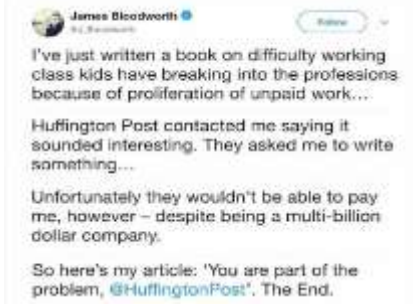 James Bloodworth
Follow
I've just written a book on difficulty working
class kids have breaking into the professions
because of proliferation of unpaid work...
Huffington Post contacted me saying it
sounded interesting. They asked me to write
something...
Unfortunately they wouldn't be able to pay
me, however – despite being a multi-billion
dollar company.
So here's my article: 'You are part of the
problem, @HuffingtonPost'. The End.